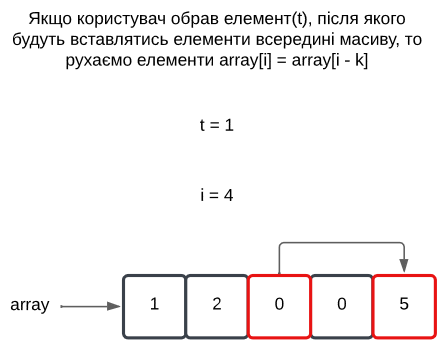 Якщо користувач обрав елемент(t), після якого
будуть вставлятись елементи всередині масиву, то
рухаємо елементи array[i] = array[i - k]
t = 1
i = 4
array 1 2 0 0 5